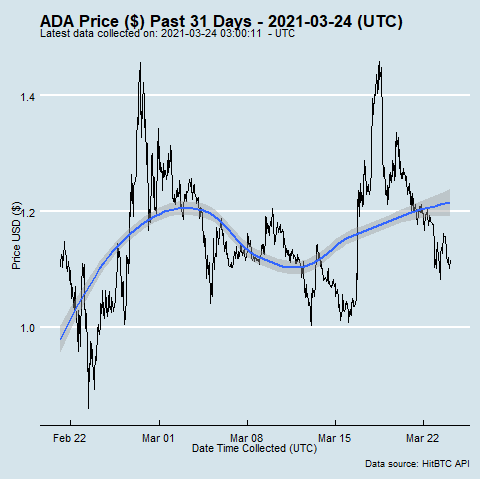 ADA Price ($) Past 31 Days - 2021-03-24 (UTC)
Latest data collected on: 2021-03-24 03:00:11 - UTC
1.4
1.2
1.0
Price USD ($)
Feb 22
Mar 01
Mar 08
Mar 15
Mar 22
Date Time Collected (UTC)
Data source: HitBTC API